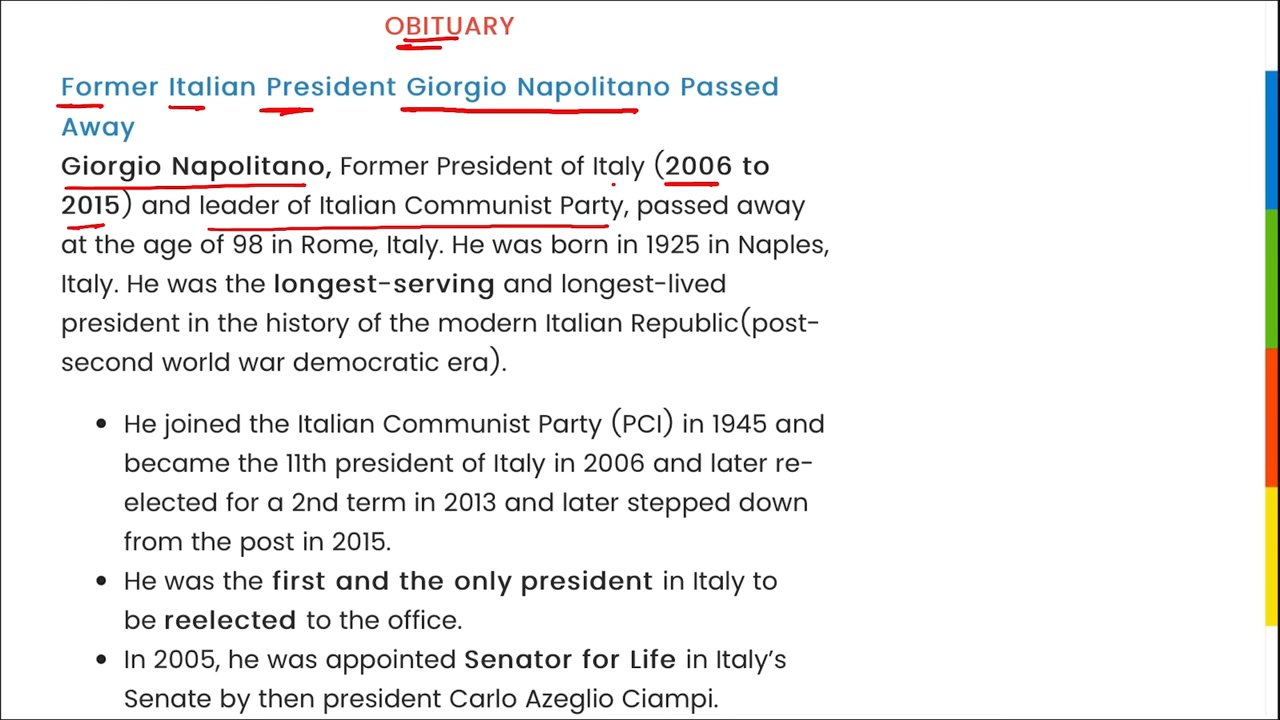 OBITUARY
Former Italian President Giorgio Napolitano Passed
Away
Giorgio Napolitano, Former President of Italy (2006 to
2015) and leader of Italian Communist Party, passed away
at the age of 98 in Rome, Italy. He was born in 1925 in Naples,
Italy. He was the longest-serving and longest-lived
president in the history of the modern Italian Republic(post-
second world war democratic era).
• He joined the Italian Communist Party (PCI) in 1945 and
became the 11th president of Italy in 2006 and later re-
elected for a 2nd term in 2013 and later stepped down
from the post in 2015.
• He was the first and the only president in Italy to
be reelected to the office.
• In 2005, he was appointed Senator for Life in Italy’s
Senate by then president Carlo Azeglio Ciampi.